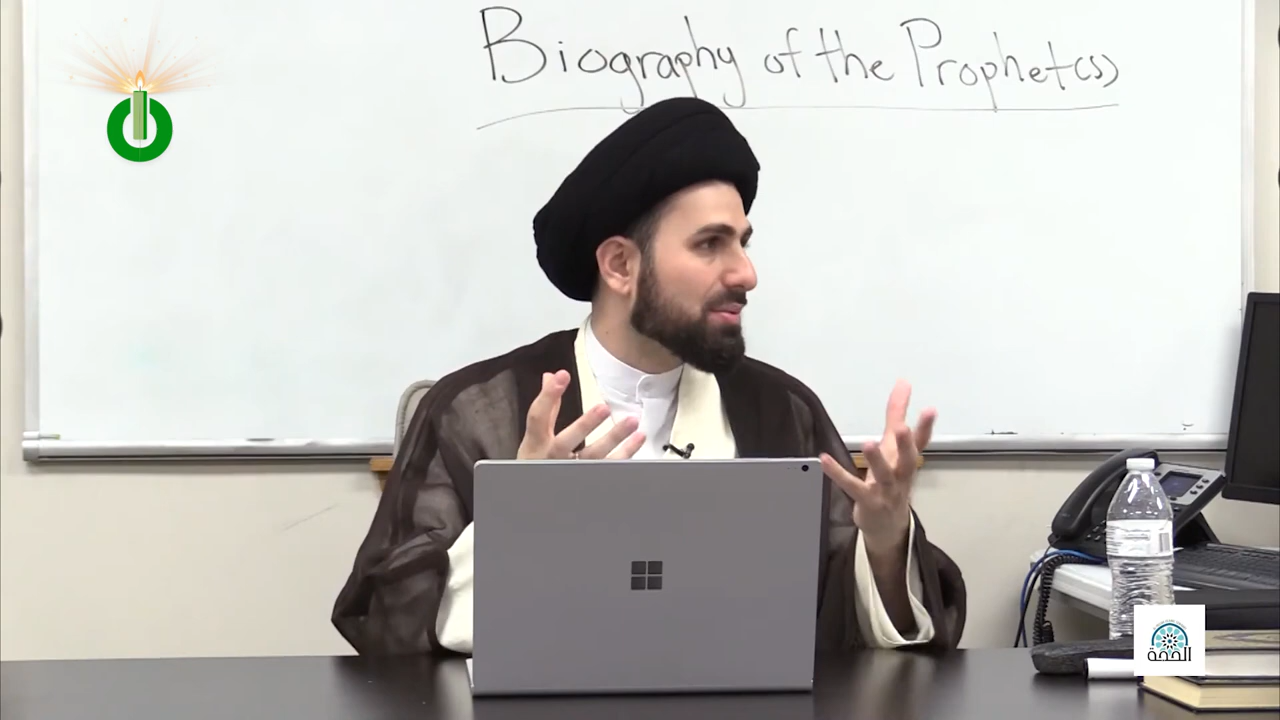 Biography of the Prophet(s)
الحجة